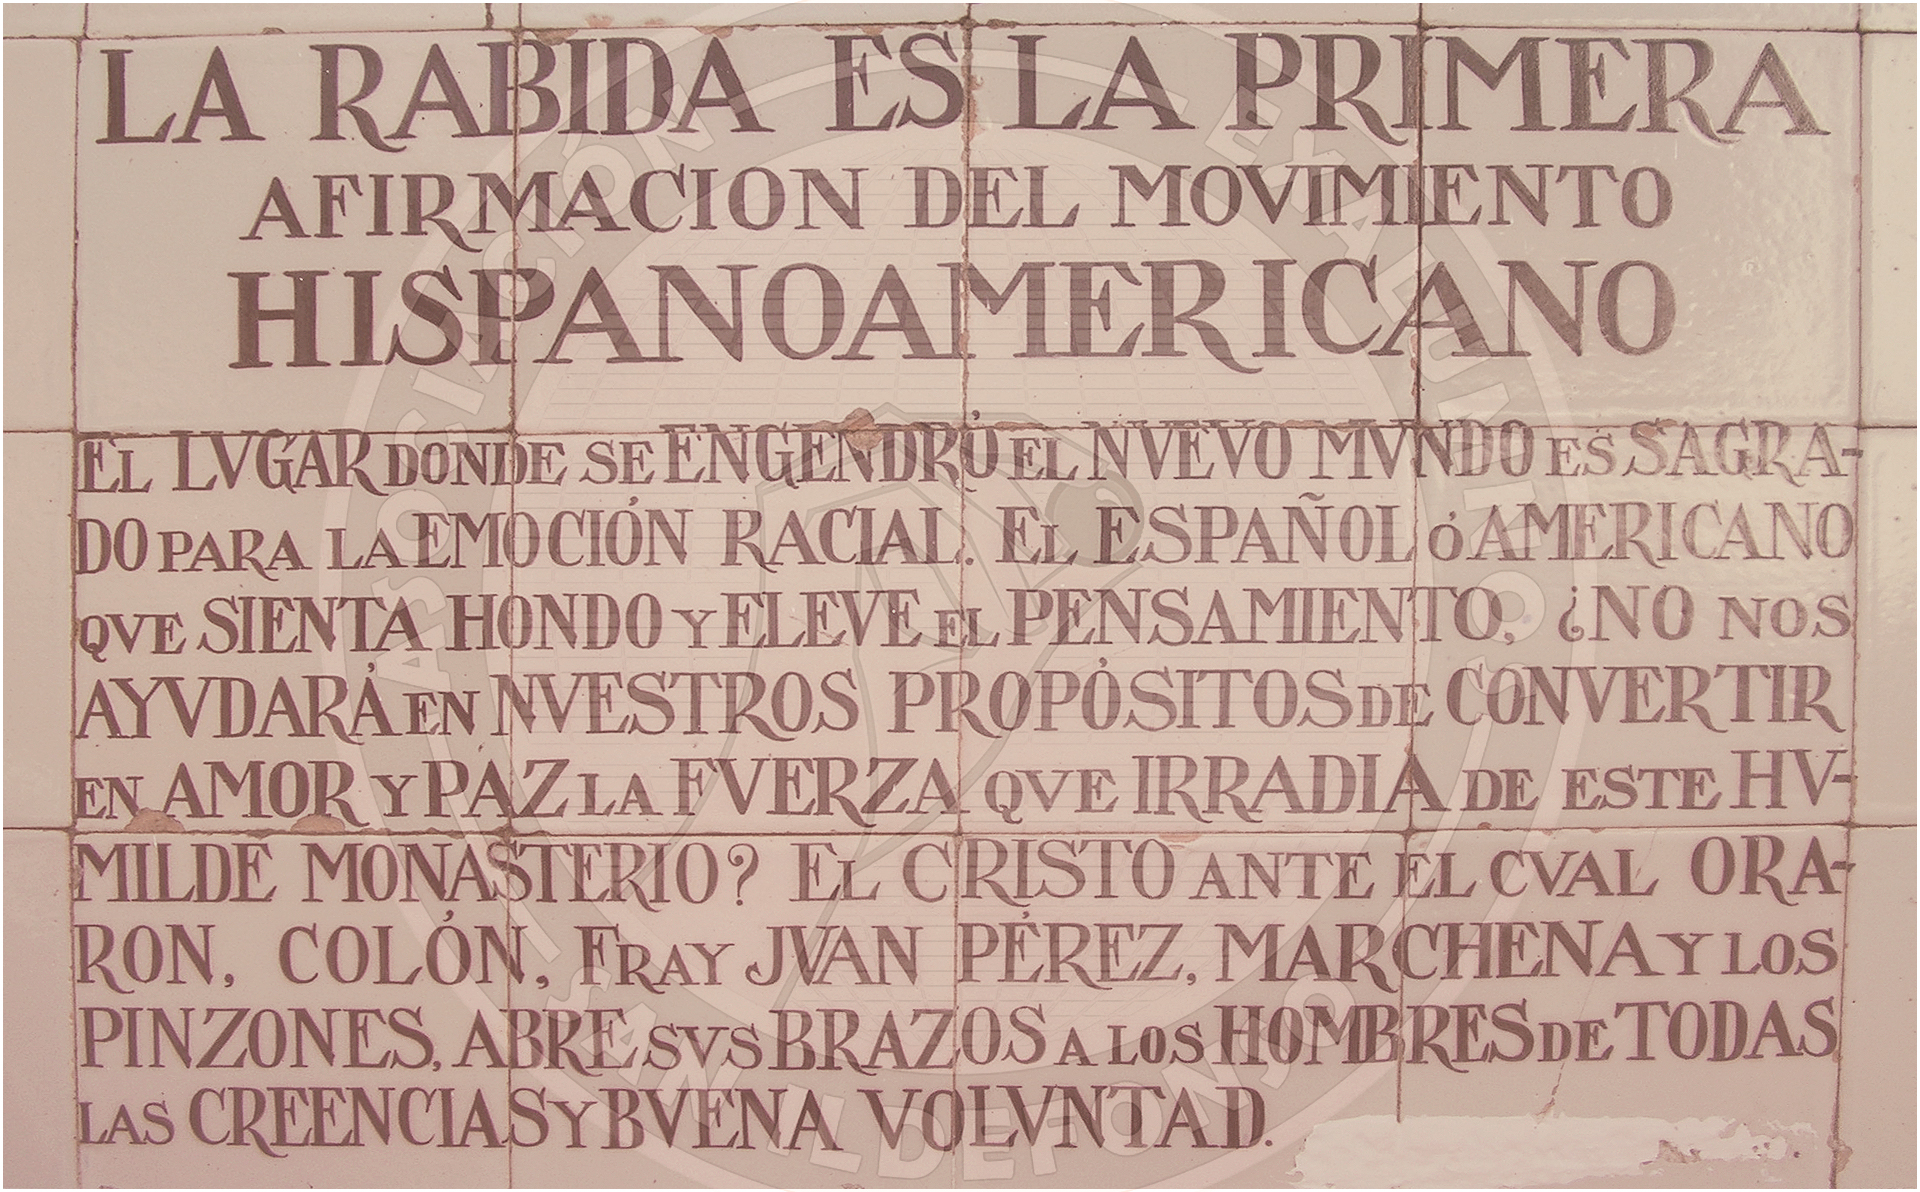 LA RABIDA ES LA PRIMERA
AFIRMACION DEL MOVIMIENTO
HISPANOAMERICANO
EL LVGAR DONDE SE ENGENDRÓ EL NVEVO MVNDO ES SAGRA-
DO PARA LA EMOCIÓN RACIAL. EL ESPAÑOL Ó AMERICANO
QVE SIENTA HONDO Y ELEVE EL PENSAMIENTO, ¿NO NOS
AYVDARÁ EN NVESTROS PROPÓSITOS DE CONVERTIR
EN AMOR Y PAZ LA FVERZA QVE IRRADIA DE ESTE HV-
MILDE MONASTERIO? EL CRISTO ANTE EL CVAL ORA-
RON, COLÓN, FRAY JVAN PÉREZ, MARCHENA Y LOS
PINZONES, ABRE SVS BRAZOS A LOS HOMBRES DE TODAS
LAS CREENCIAS Y BVENA VOLVNTAD.
ASOCIACIÓN EXALUMNOS
SAN ILDEFONSO